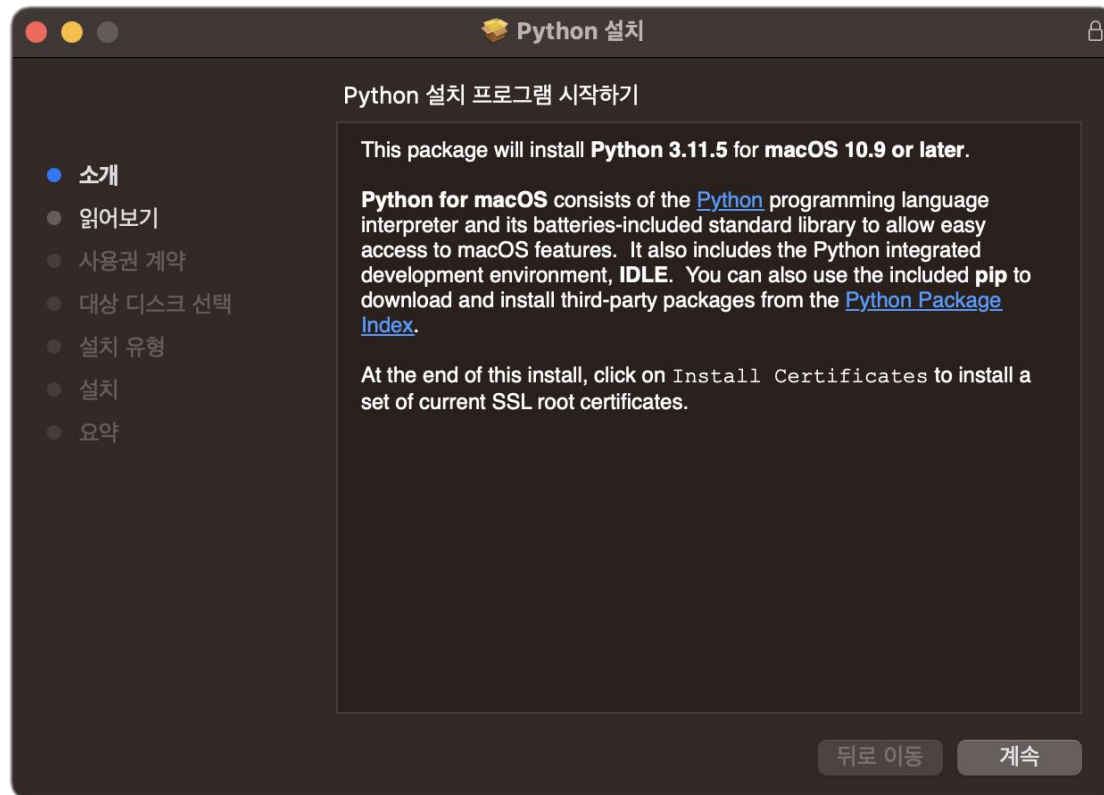 Python 설치
Python 설치 프로그램 시작하기
소개
읽어보기
사용권 계약
대상 디스크 선택
설치 유형
설치
요약
This package will install Python 3.11.5 for macOS 10.9 or later.
Python for macOS consists of the Python programming language
interpreter and its batteries-included standard library to allow easy
access to macOS features.  It also includes the Python integrated
development environment, IDLE.  You can also use the included pip to
download and install third-party packages from the Python Package
Index.
At the end of this install, click on Install Certificates to install a
set of current SSL root certificates.
뒤로 이동
계속